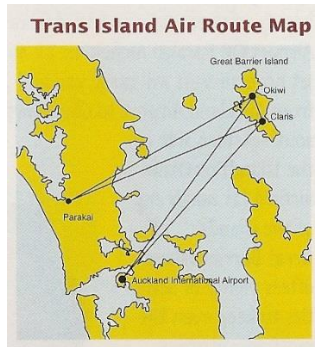 Trans Island Air Route Map
Great Barrier Island
Okiwi
Claris
Parakai
Auckland International Airport